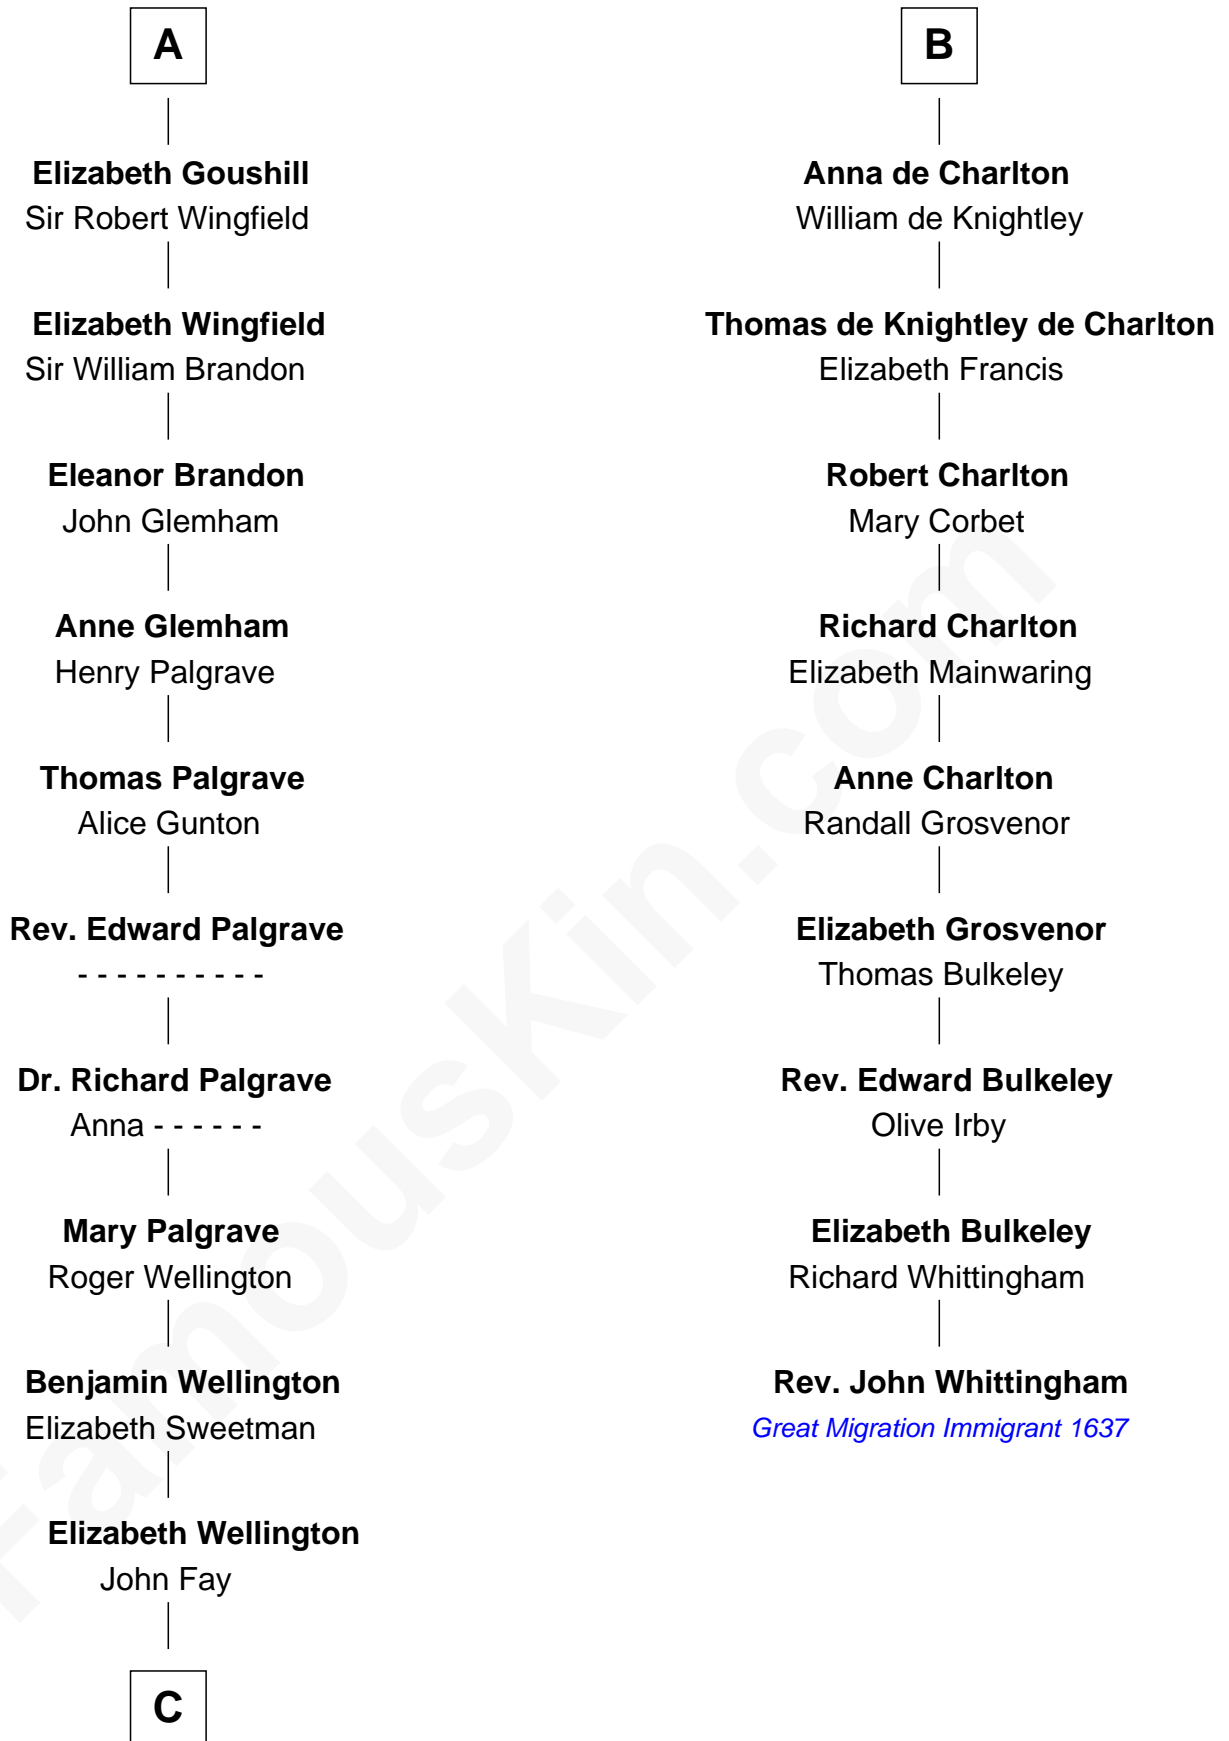 A
Elizabeth Goushill
Sir Robert Wingfield
Elizabeth Wingfield
Sir William Brandon
Eleanor Brandon
John Glemham
Anne Glemham
Henry Palgrave
Thomas Palgrave
Alice Gunton
Rev. Edward Palgrave
- - - - - - - - - -
Dr. Richard Palgrave
Anna - - - - - -
Mary Palgrave
Roger Wellington
Benjamin Wellington
Elizabeth Sweetman
Elizabeth Wellington
John Fay
C
B
Anna de Charlton
William de Knightley
Thomas de Knightley de Charlton
Elizabeth Francis
Robert Charlton
Mary Corbet
Richard Charlton
Elizabeth Mainwaring
Anne Charlton
Randall Grosvenor
Elizabeth Grosvenor
Thomas Bulkeley
Rev. Edward Bulkeley
Olive Irby
Elizabeth Bulkeley
Richard Whittingham
Rev. John Whittingham
Great Migration Immigrant 1637
FamousKin.com